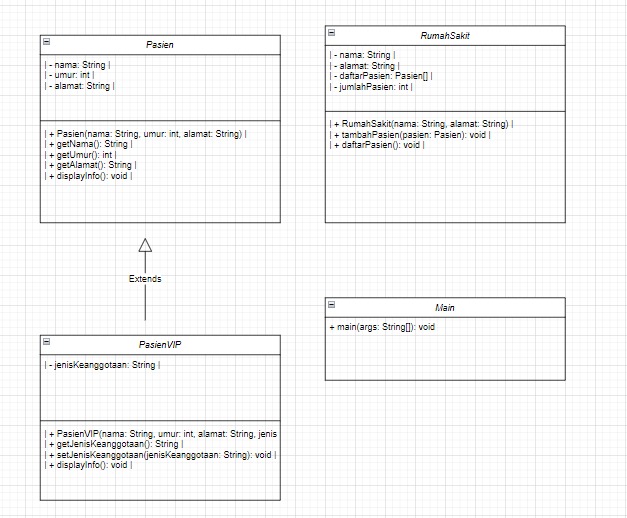 Pasien
| - nama: String |
| - umur: int |
| - alamat: String |
| + Pasien(nama: String, umur: int, alamat: String) |
| + getNama(): String |
| + getUmur(): int |
| + getAlamat(): String |
| + displayInfo(): void |
RumahSakit
| - nama: String |
| - alamat: String |
| - daftarPasien: Pasien[] |
| - jumlahPasien: int |
| + RumahSakit(nama: String, alamat: String) |
| + tambahPasien(pasien: Pasien): void |
| + daftarPasien(): void |
Extends
PasienVIP
| - jenisKeanggotaan: String |
| + PasienVIP(nama: String, umur: int, alamat: String, jenis
| + getJenisKeanggotaan(): String |
| + setJenisKeanggotaan(jenisKeanggotaan: String): void |
| + displayInfo(): void |
Main
+ main(args: String[]): void